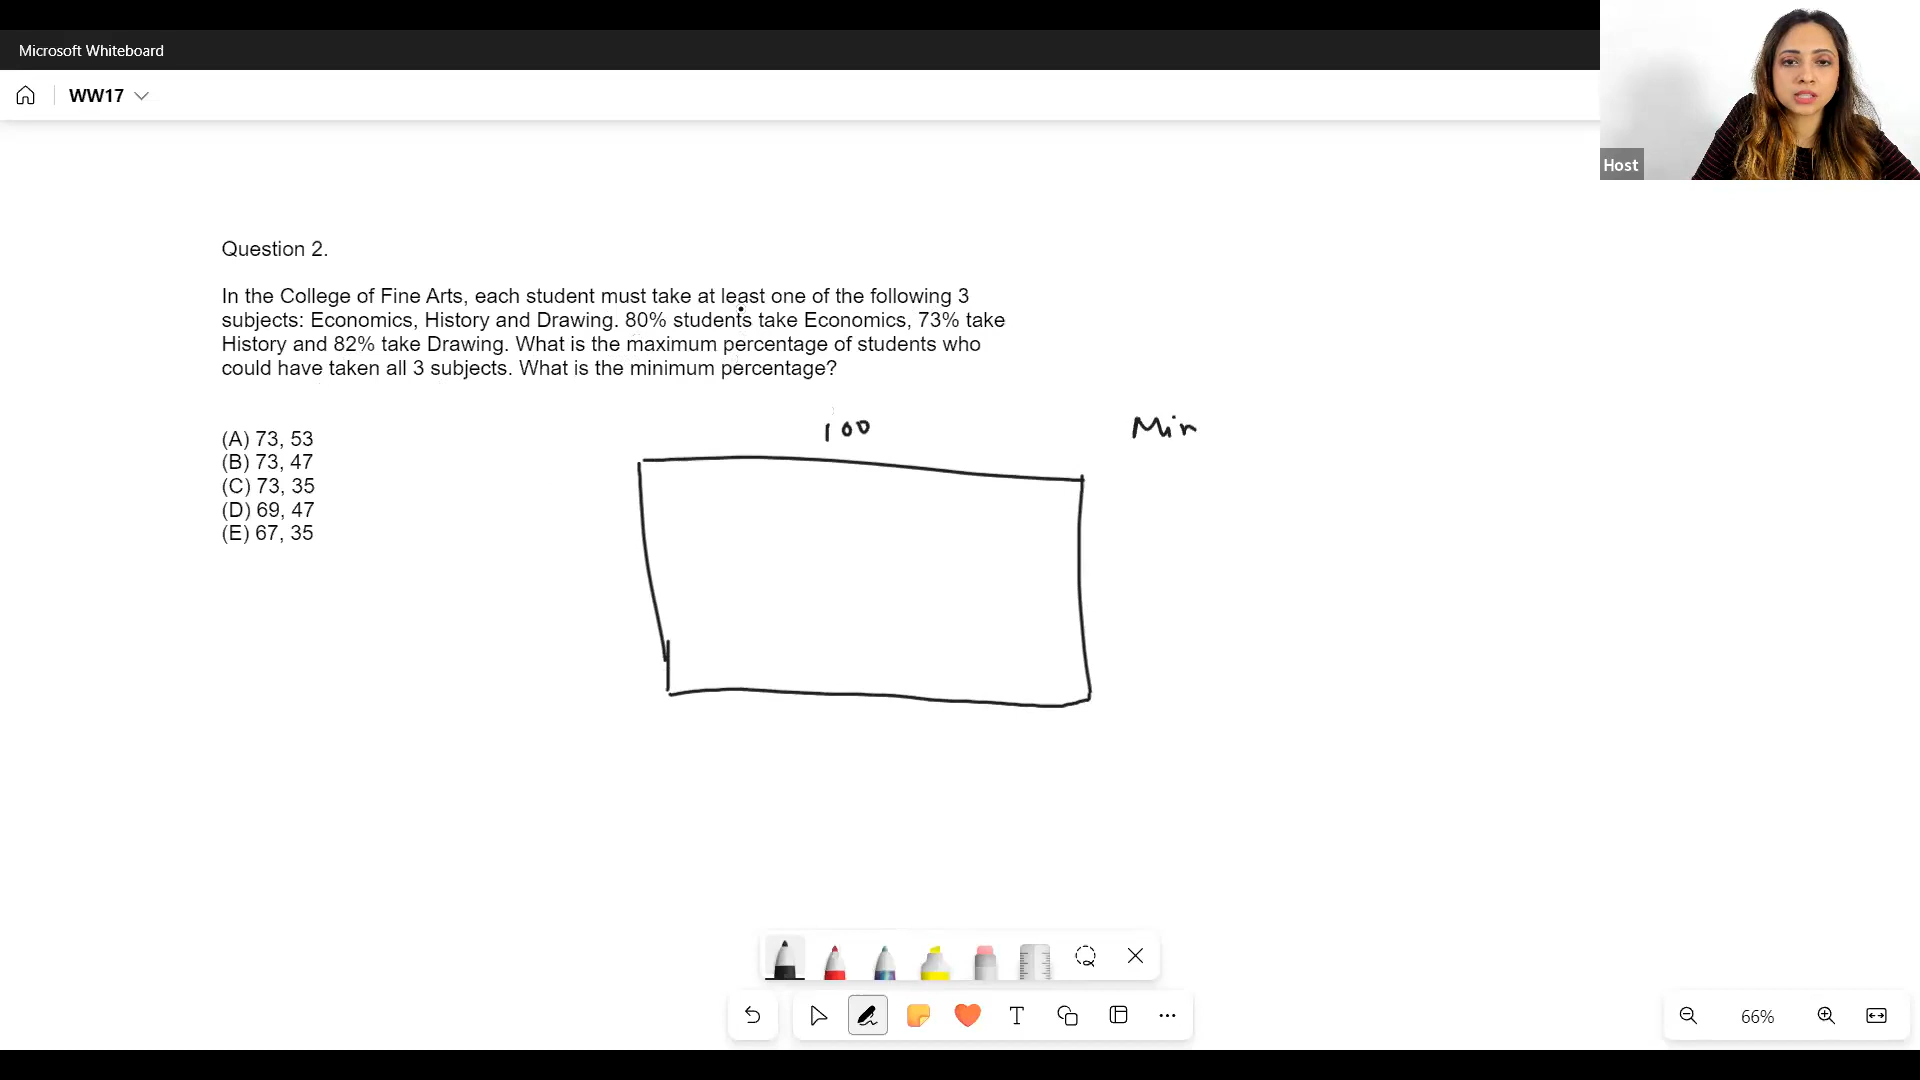 Microsoft Whiteboard
WW17
Host
Question 2.
In the College of Fine Arts, each student must take at least one of the following 3
subjects: Economics, History and Drawing. 80% students take Economics, 73% take
History and 82% take Drawing. What is the maximum percentage of students who
could have taken all 3 subjects. What is the minimum percentage?
100
Min
(A) 73, 53
(B) 73, 47
(C) 73, 35
(D) 69, 47
(E) 67, 35
66%